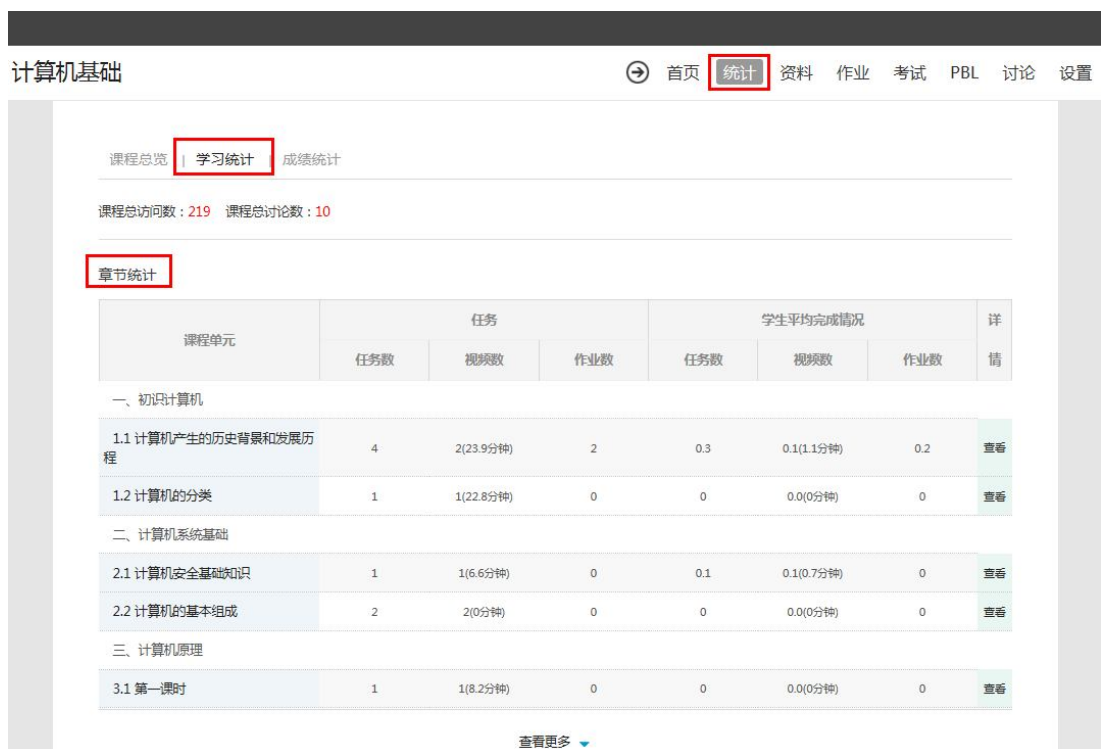 计算机基础 首页 统计 资料 作业 考试 PBL 讨论 设置
课程总览 | 学习统计 | 成绩统计
课程总访问数：219 课程总讨论数：10
章节统计
课程单元 任务 学生平均完成情况 详情
任务数 视频数 作业数 任务数 视频数 作业数
一、初识计算机
1.1 计算机产生的历史背景和发展历
程 4 2(23.9分钟) 2 0.3 0.1(1.1分钟) 0.2 查看
1.2 计算机的分类 1 1(22.8分钟) 0 0 0.0(0分钟) 0 查看
二、计算机系统基础
2.1 计算机安全基础知识 1 1(6.6分钟) 0 0.1 0.1(0.7分钟) 0 查看
2.2 计算机的基本组成 2 2(0分钟) 0 0 0.0(0分钟) 0 查看
三、计算机原理
3.1 第一课时 1 1(8.2分钟) 0 0 0.0(0分钟) 0 查看
查看更多